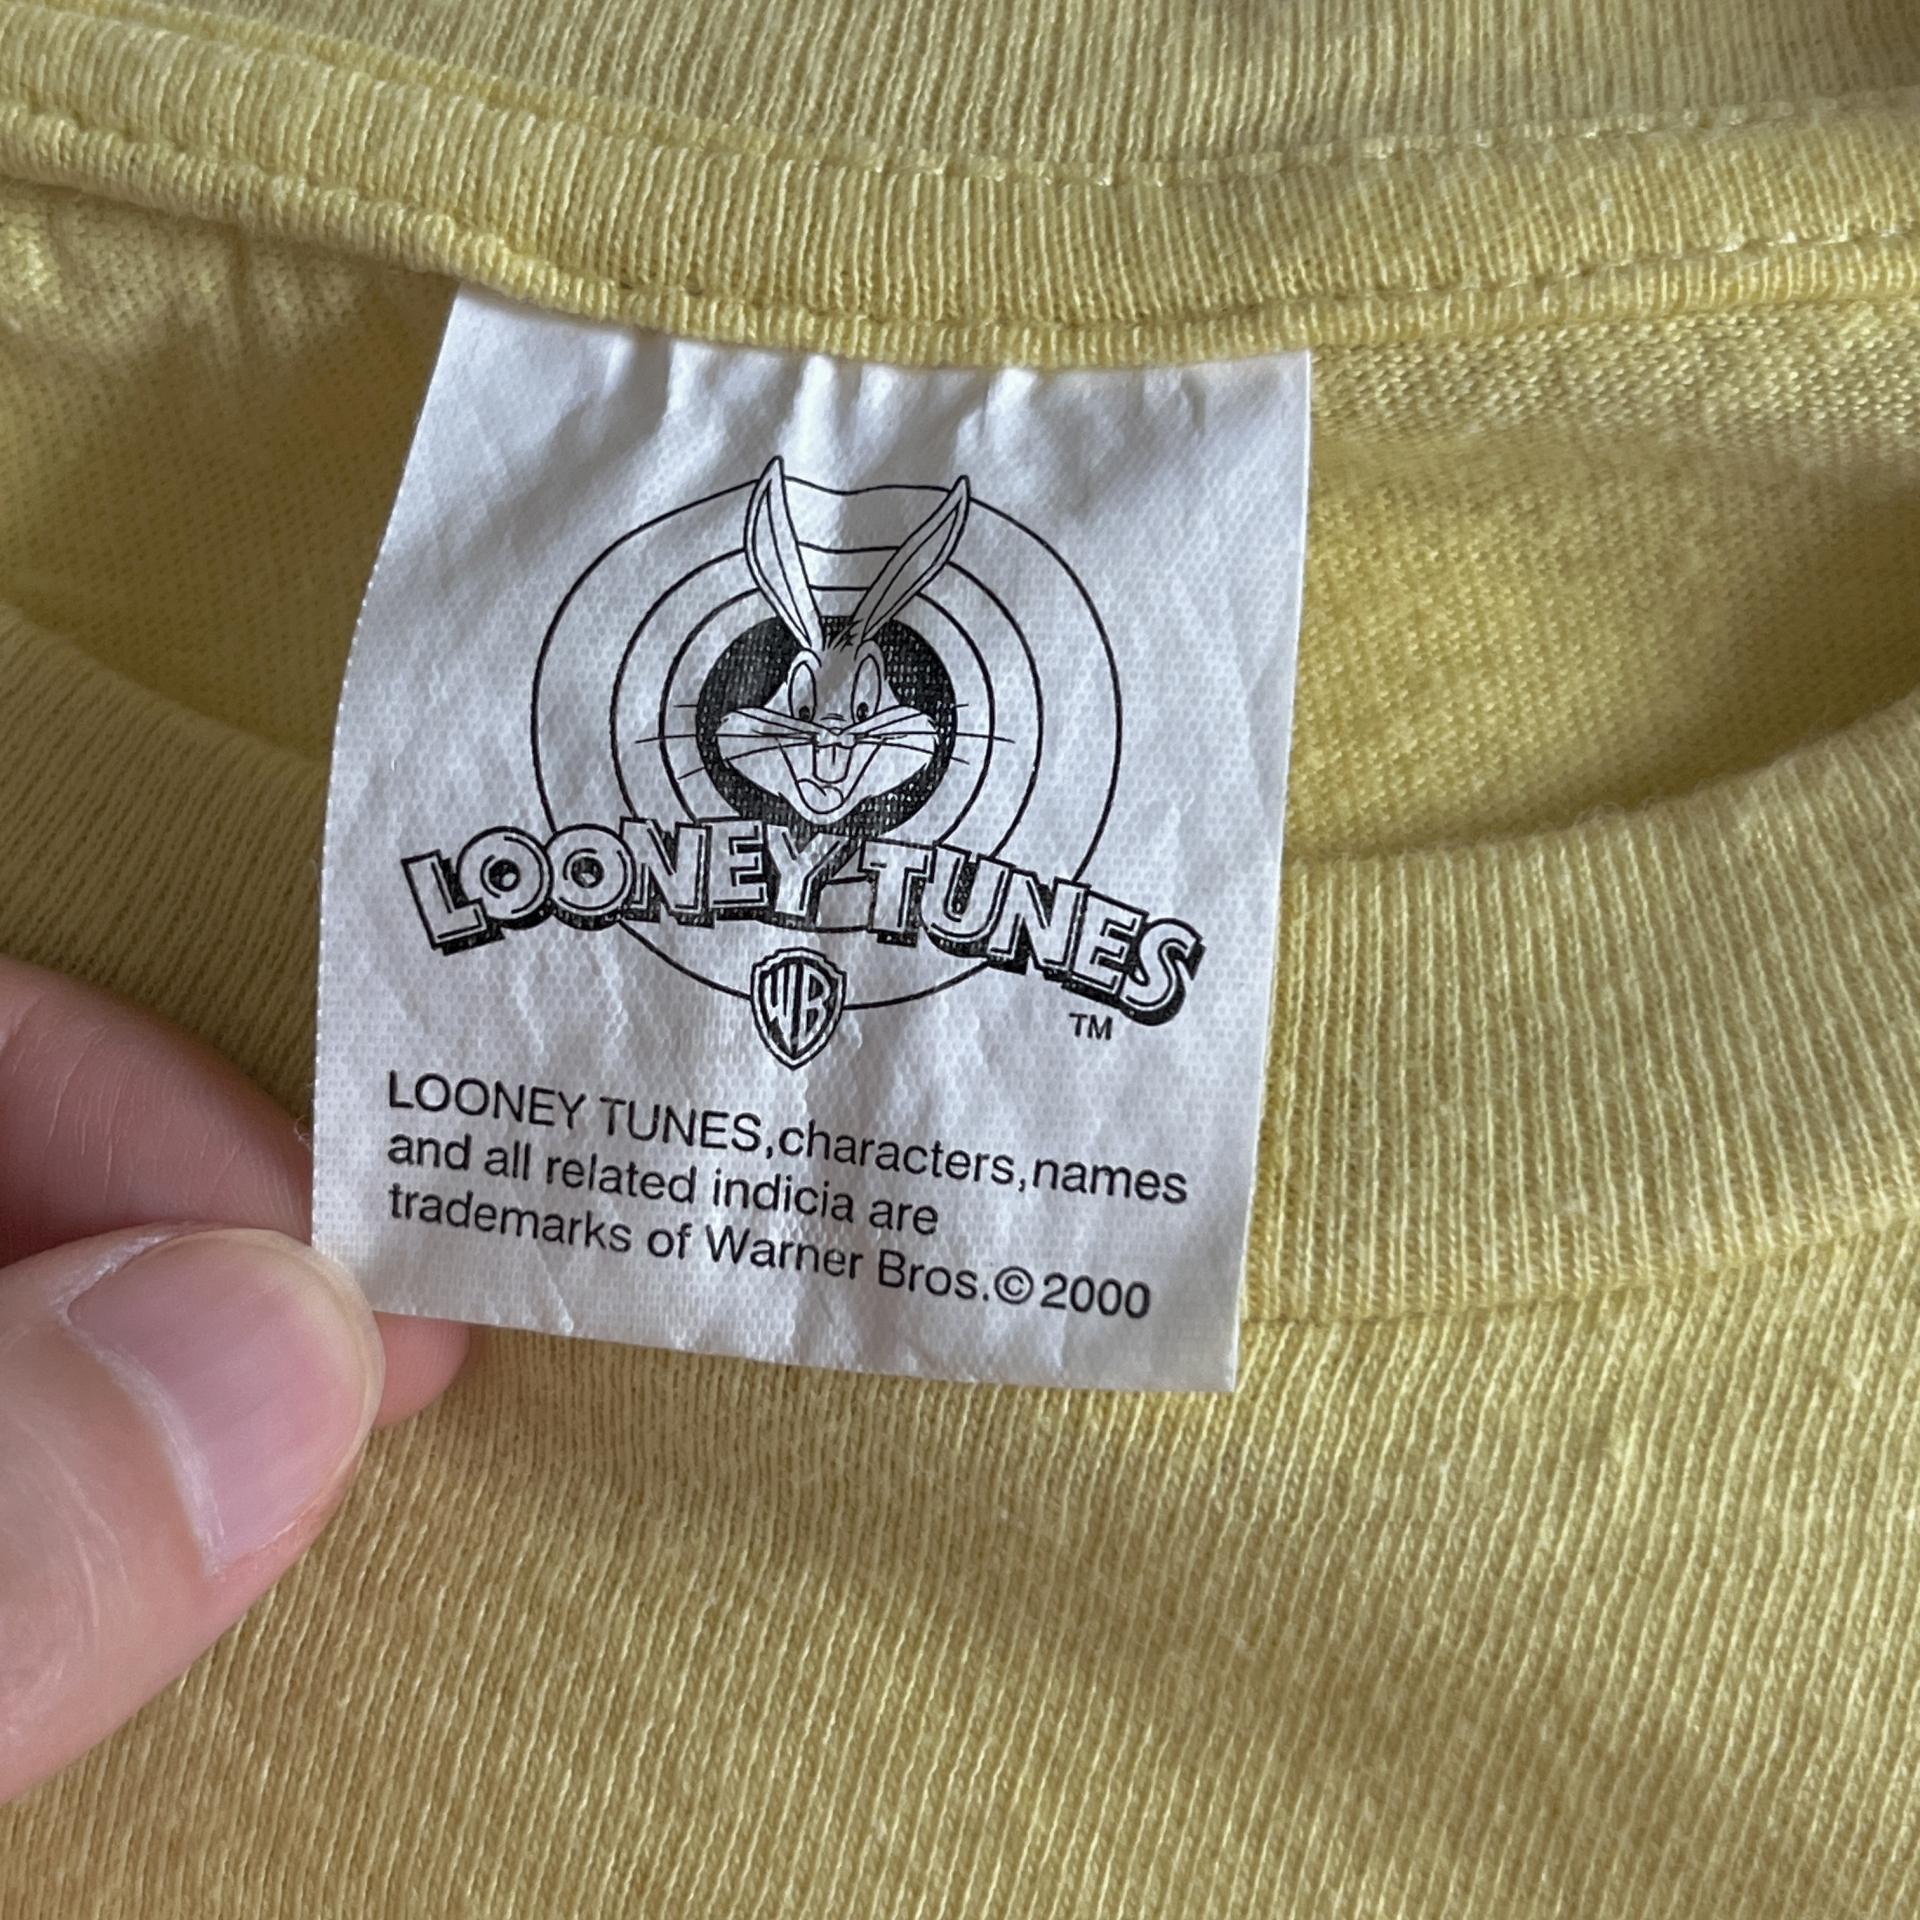 LOONEY TUNES
WB
TM
LOONEY TUNES,characters,names
and all related indicia are
trademarks of Warner Bros.©2000